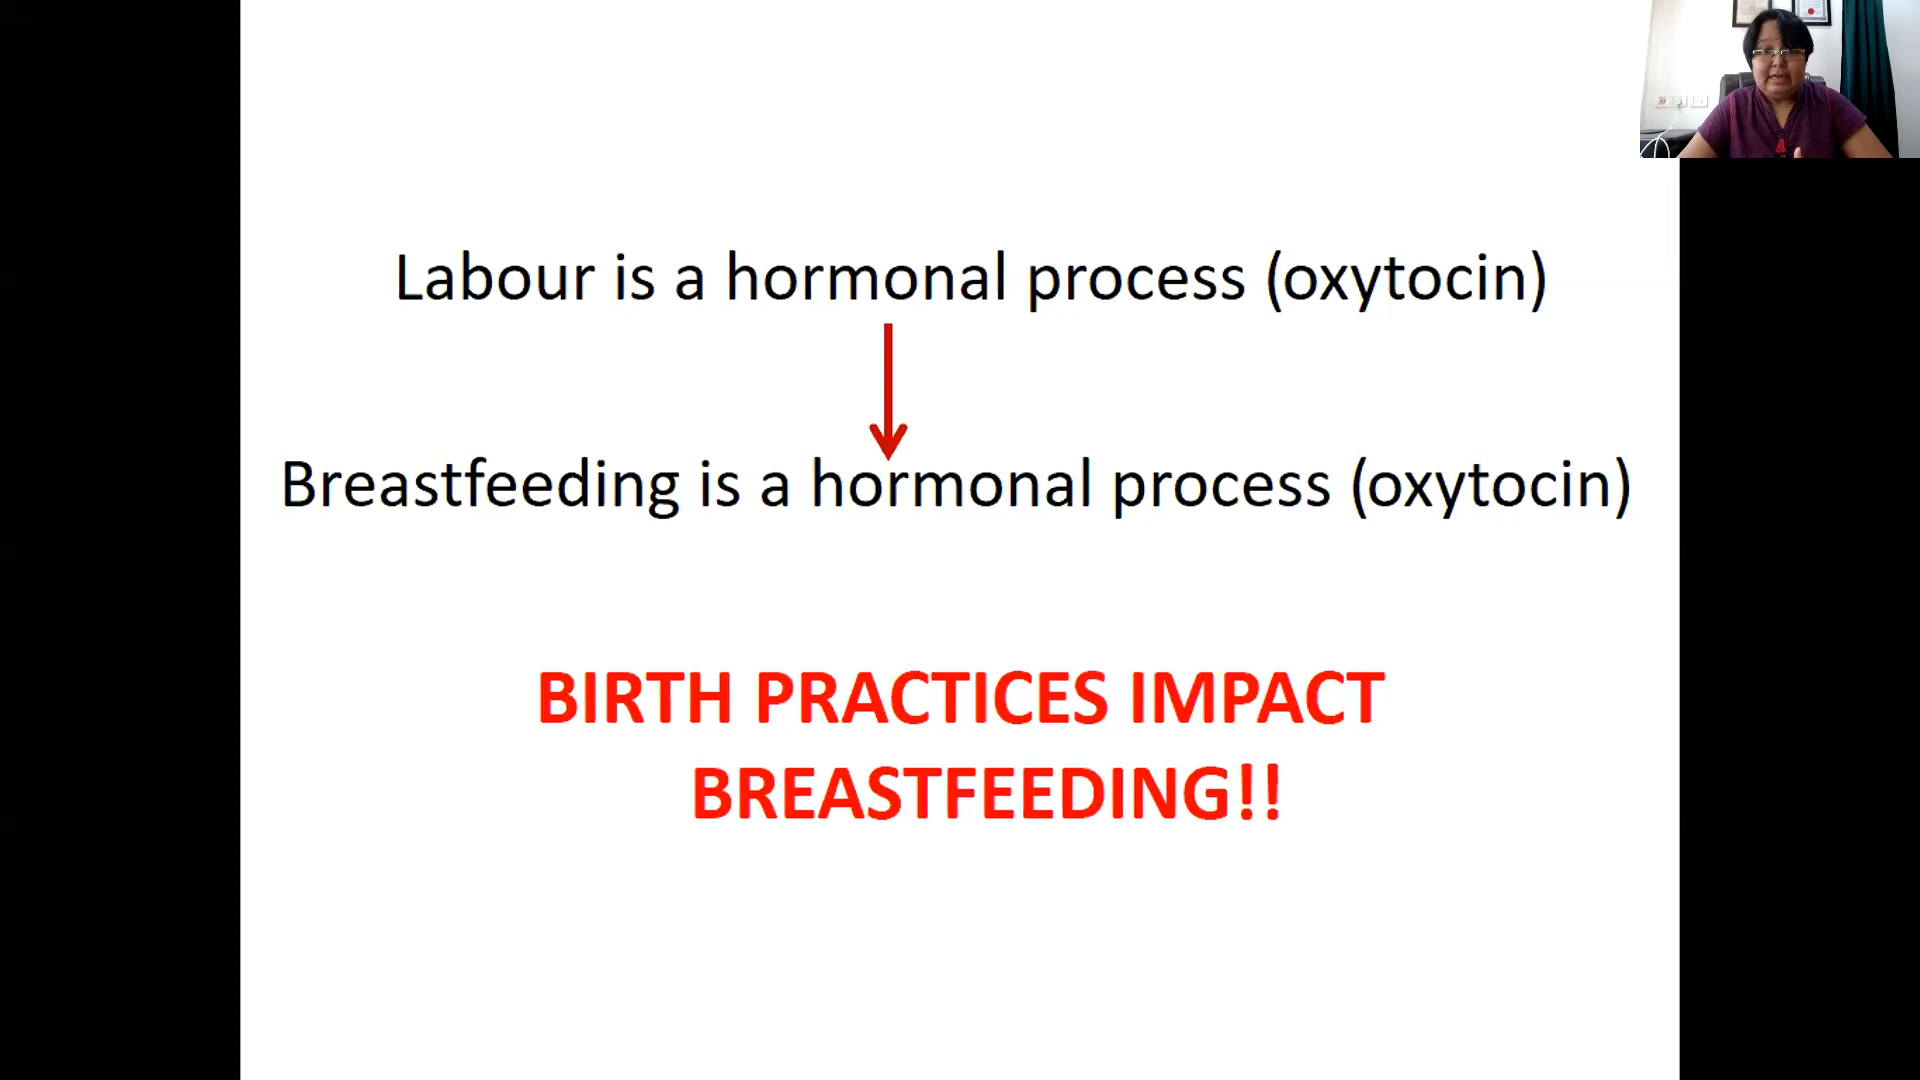 Labour is a hormonal process (oxytocin)
Breastfeeding is a hormonal process (oxytocin)
BIRTH PRACTICES IMPACT
BREASTFEEDING!!